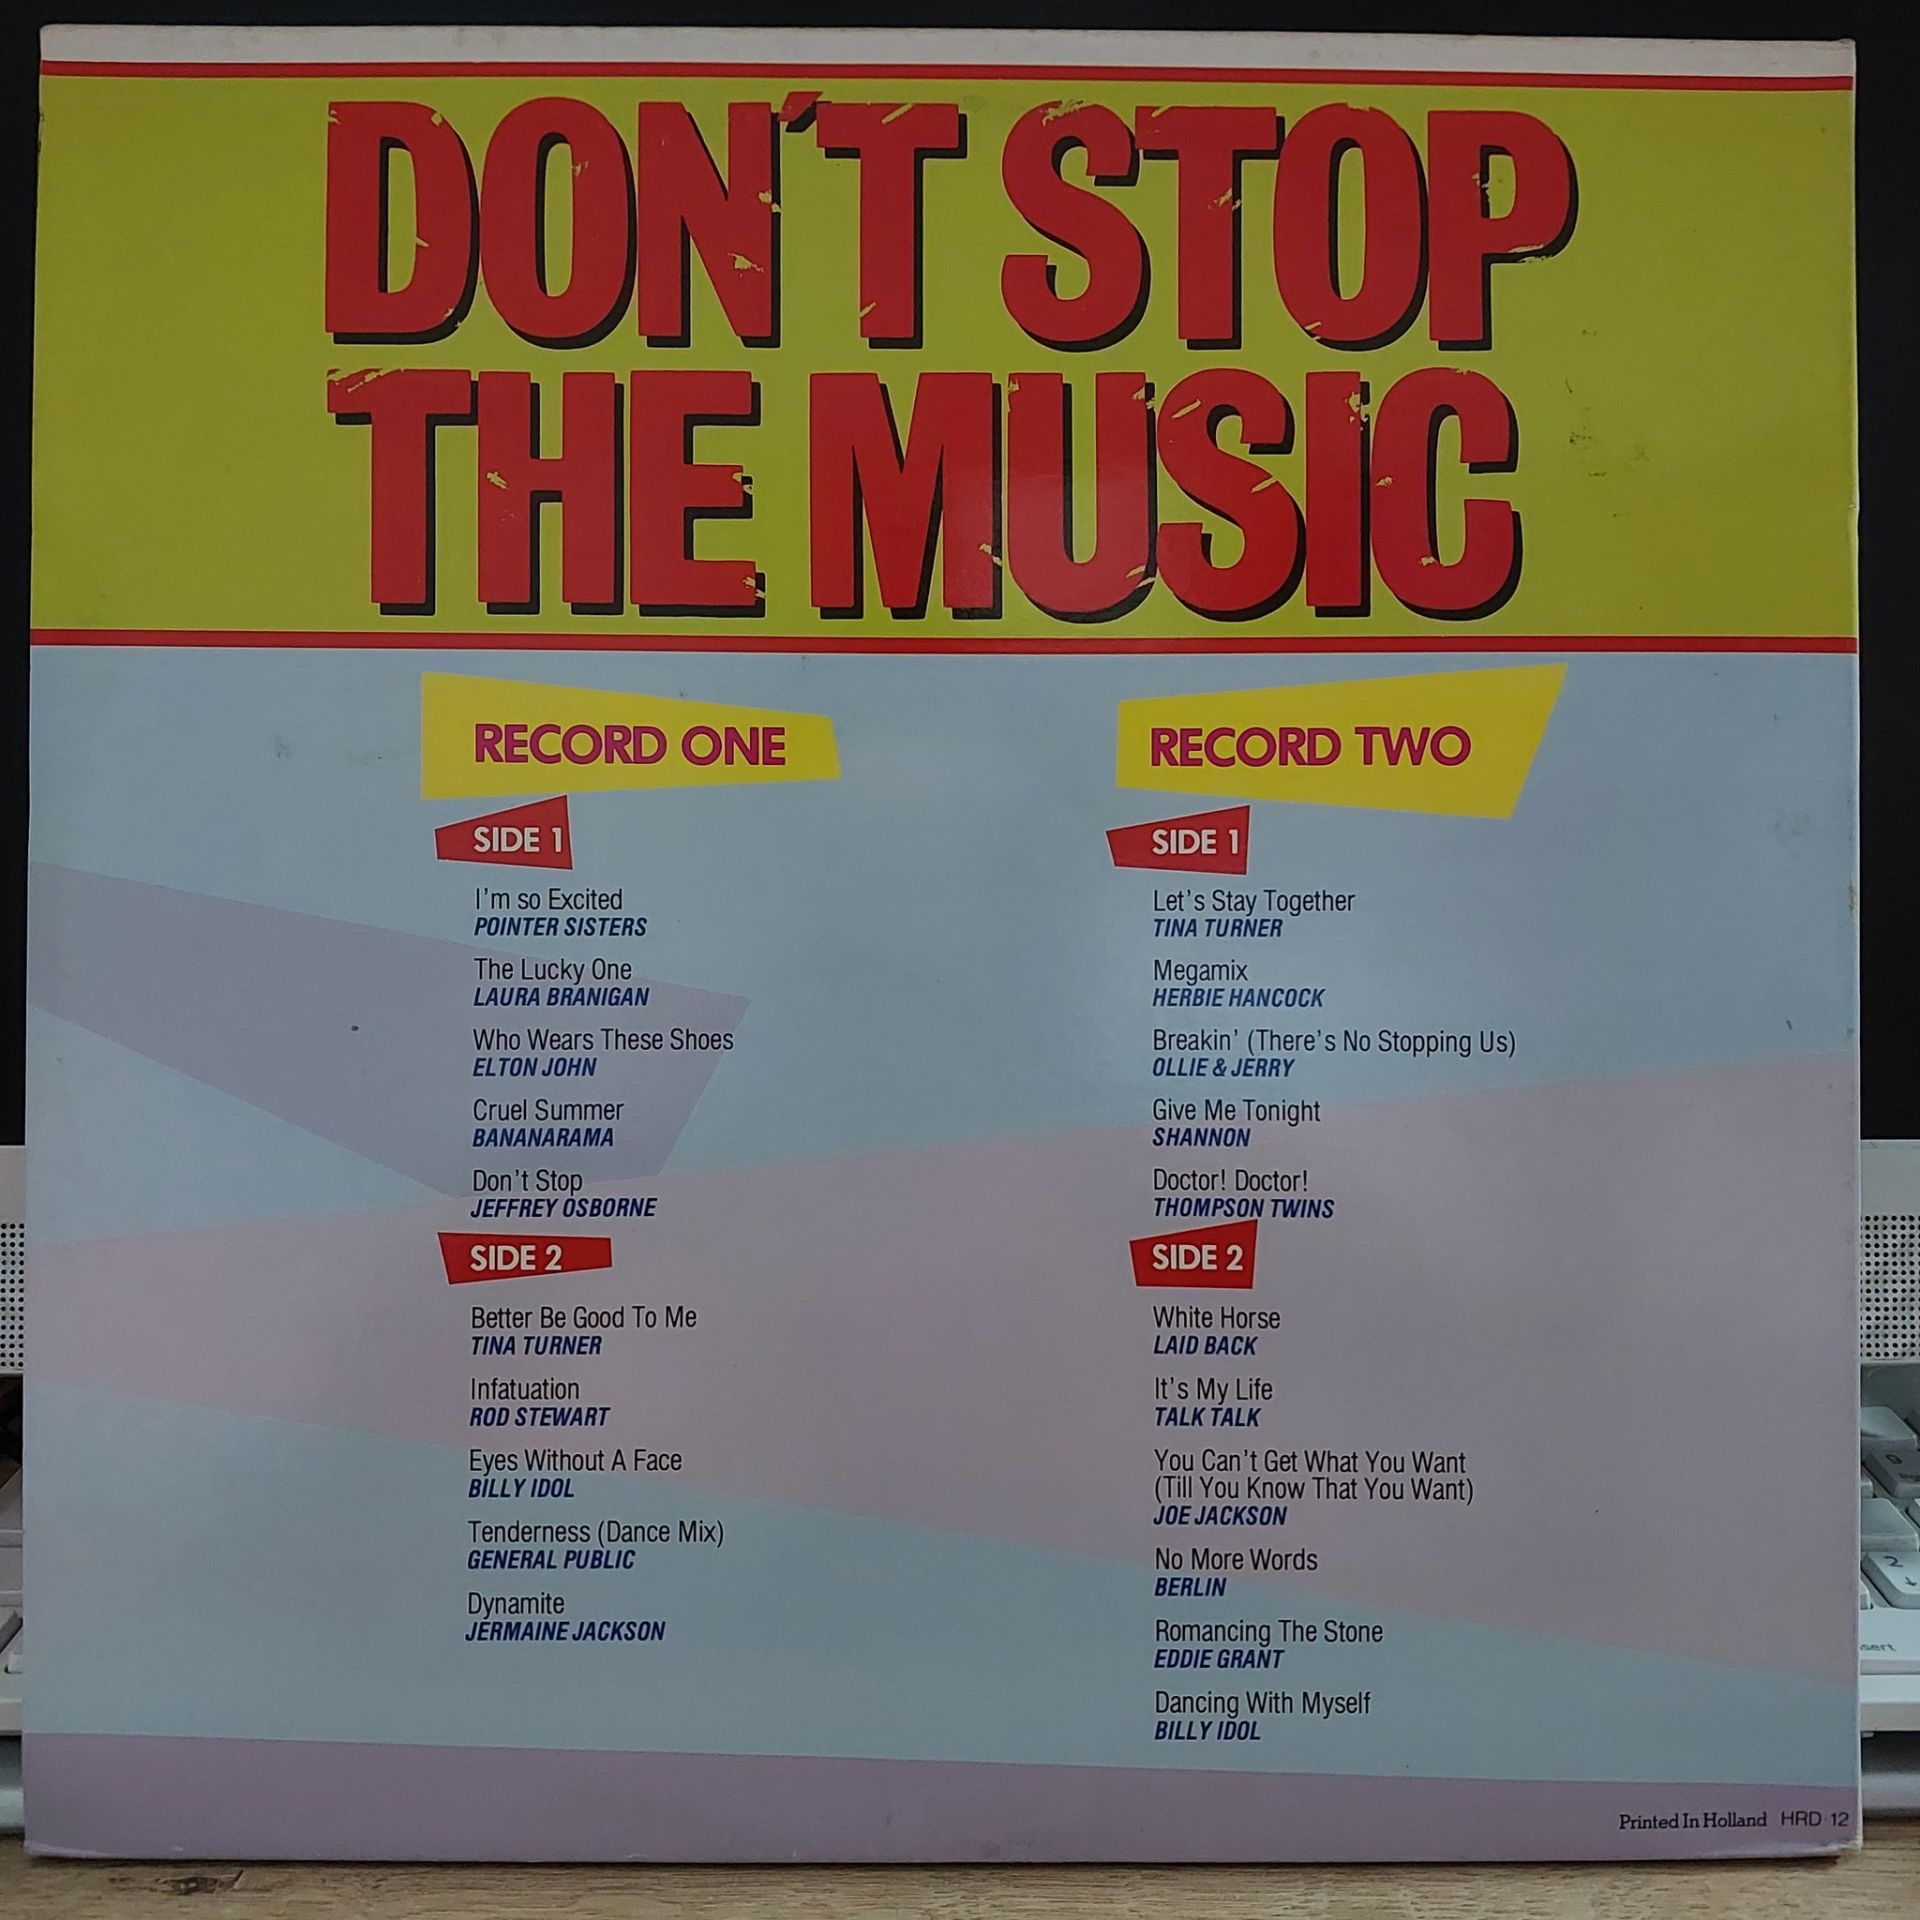 DON'T STOP
THE MUSIC
RECORD ONE
SIDE 1
I'm so Excited
POINTER SISTERS
The Lucky One
LAURA BRANIGAN
Who Wears These Shoes
ELTON JOHN
Cruel Summer
BANANARAMA
Don't Stop
JEFFREY OSBORNE
SIDE 2
Better Be Good To Me
TINA TURNER
Infatuation
ROD STEWART
Eyes Without A Face
BILLY IDOL
Tenderness (Dance Mix)
GENERAL PUBLIC
Dynamite
JERMAINE JACKSON
RECORD TWO
SIDE 1
Let's Stay Together
TINA TURNER
Megamix
HERBIE HANCOCK
Breakin' (There's No Stopping Us)
OLLIE & JERRY
Give Me Tonight
SHANNON
Doctor! Doctor!
THOMPSON TWINS
SIDE 2
White Horse
LAID BACK
It's My Life
TALK TALK
You Can't Get What You Want
(Till You Know That You Want)
JOE JACKSON
No More Words
BERLIN
Romancing The Stone
EDDIE GRANT
Dancing With Myself
BILLY IDOL
Printed In Holland HRD 12
2